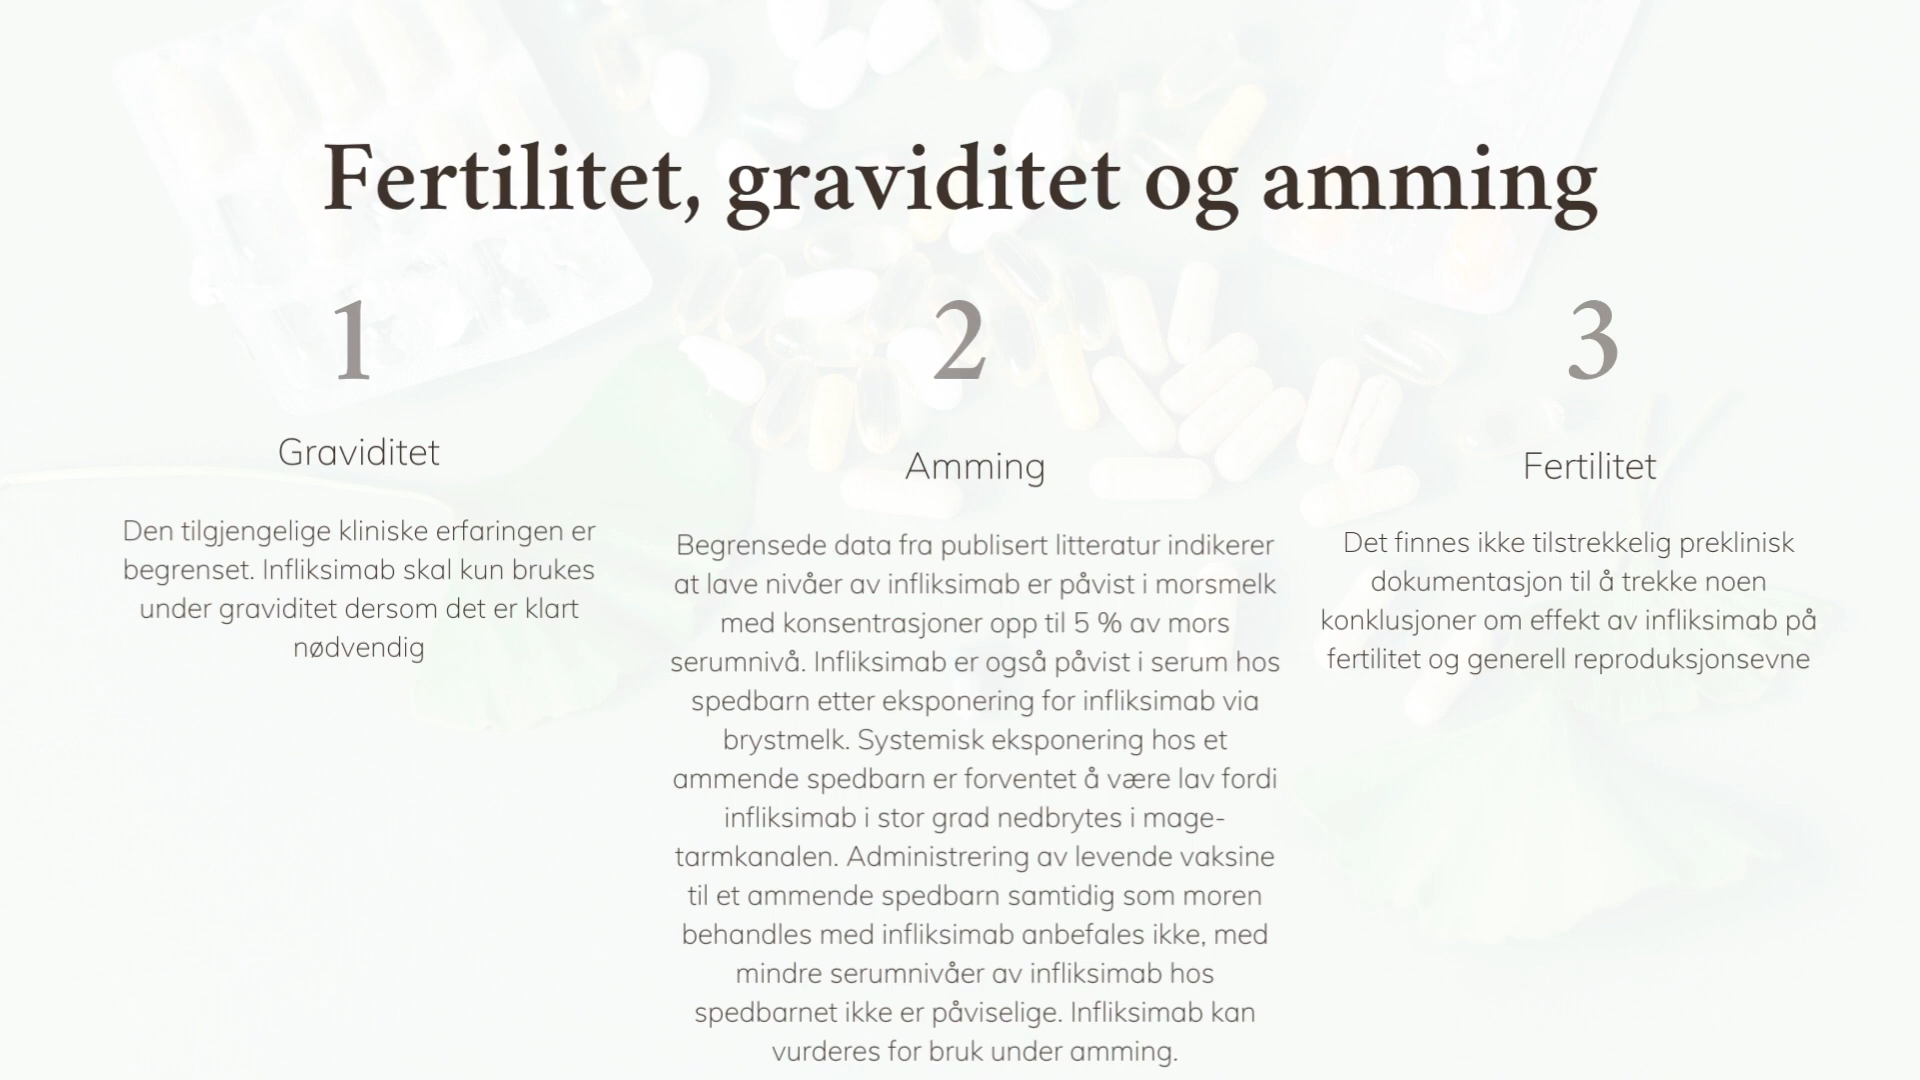 Fertilitet, graviditet og amming
1
Graviditet
Den tilgjengelige kliniske erfaringen er
begrenset. Infliksimab skal kun brukes
under graviditet dersom det er klart
nødvendig
2
Amming
Begrensede data fra publisert litteratur indikerer
at lave nivåer av infliksimab er påvist i morsmelk
med konsentrasjoner opp til 5 % av mors
serumnivå. Infliksimab er også påvist i serum hos
spedbarn etter eksponering for infliksimab via
brystmelk. Systemisk eksponering hos et
ammende spedbarn er forventet å være lav fordi
infliksimab i stor grad nedbrytes i mage-
tarmkanalen. Administrering av levende vaksine
til et ammende spedbarn samtidig som moren
behandles med infliksimab anbefales ikke, med
mindre serumnivåer av infliksimab hos
spedbarnet ikke er påviselige. Infliksimab kan
vurderes for bruk under amming.
3
Fertilitet
Det finnes ikke tilstrekkelig preklinisk
dokumentasjon til å trekke noen
konklusjoner om effekt av infliksimab på
fertilitet og generell reproduksjonsevne